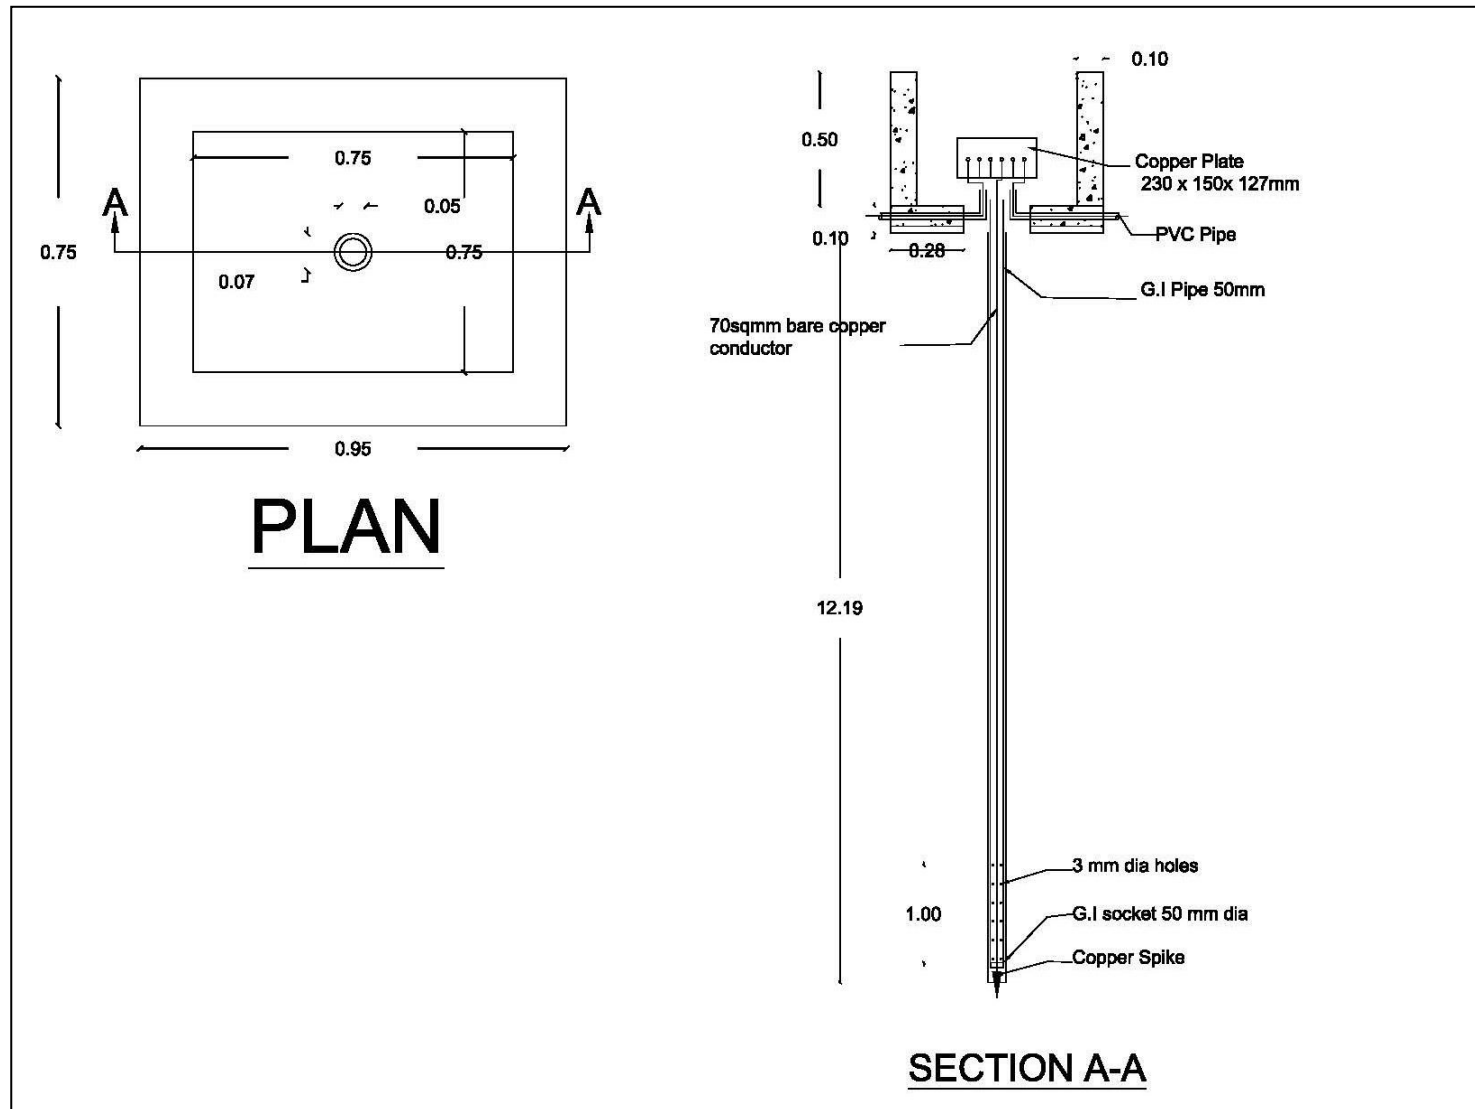 0.75
0.05
A
A
0.75
0.75
0.07
0.95
PLAN
0.10
0.50
Copper Plate
230 x 150x 127mm
0.10
0.28
PVC Pipe
G.I Pipe 50mm
70sqmm bare copper
conductor
12.19
3 mm dia holes
1.00
G.I socket 50 mm dia
Copper Spike
SECTION A-A